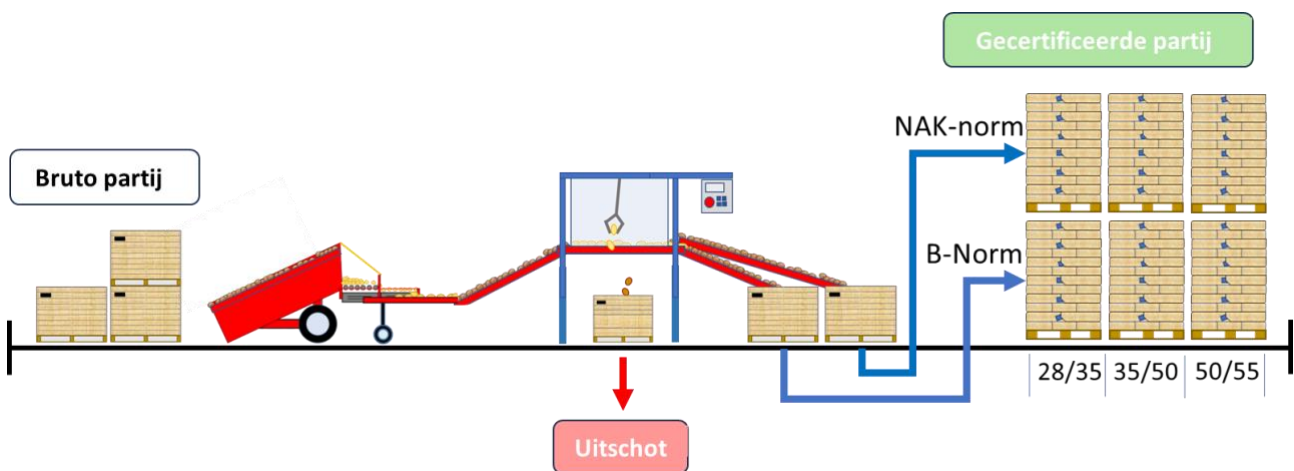 Gecertificeerde partij
NAK-norm
Bruto partij
B-Norm
28/35 35/50 50/55
Uitschot